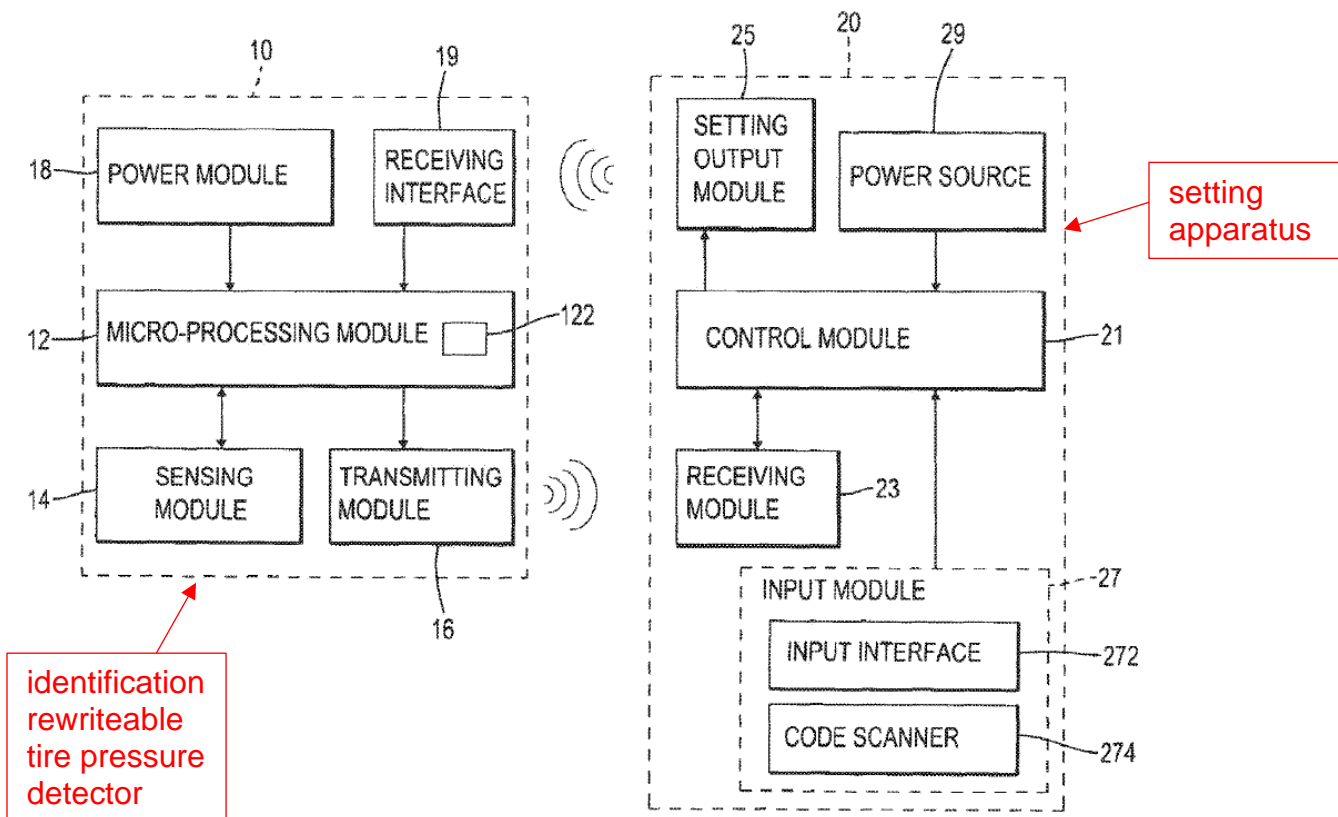 10
19
18
POWER MODULE
RECEIVING
INTERFACE
12
MICRO-PROCESSING MODULE
122
14
SENSING
MODULE
TRANSMITTING
MODULE
16
identification
rewriteable
tire pressure
detector
20
25
29
SETTING
OUTPUT
MODULE
POWER SOURCE
setting
apparatus
CONTROL MODULE
21
RECEIVING
MODULE
23
INPUT MODULE
27
INPUT INTERFACE
272
CODE SCANNER
274